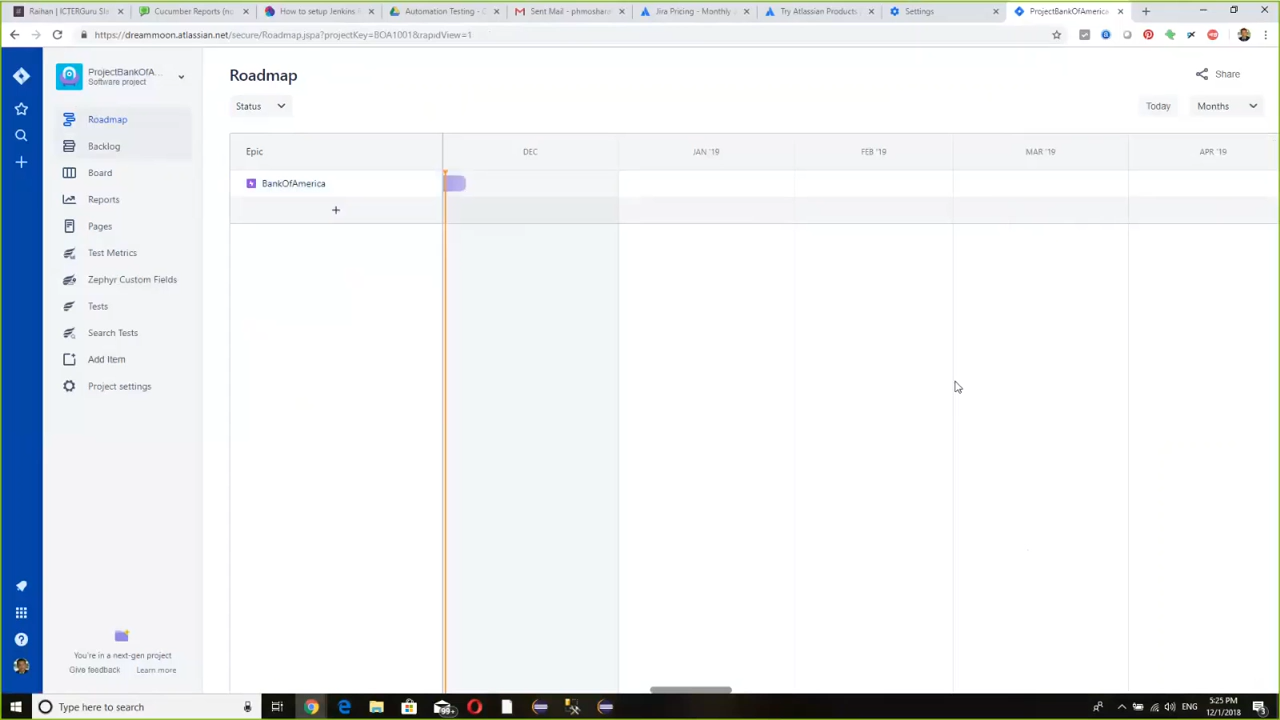 Raihan | ICTERGuru Sli
Cucumber Reports (no
How to setup Jenkins
Automation Testing - G
Sent Mail - phmoshar
Jira Pricing - Monthly
Try Atlassian Products
Settings
ProjectBankOfAmerica
https://dreammoon.atlassian.net/secure/Roadmap.jspa?projectKey=BOA1001&rapidView=1
ProjectBankOfA...
Software project
Roadmap
Backlog
Board
Reports
Pages
Test Metrics
Zephyr Custom Fields
Tests
Search Tests
Add Item
Project settings
You're in a next-gen project
Give feedback Learn more
Roadmap
Share
Status
Today
Months
Epic
DEC
JAN '19
FEB '19
MAR '19
APR '19
BankOfAmerica
Type here to search
99+
ENG
5:25 PM
12/1/2018
3